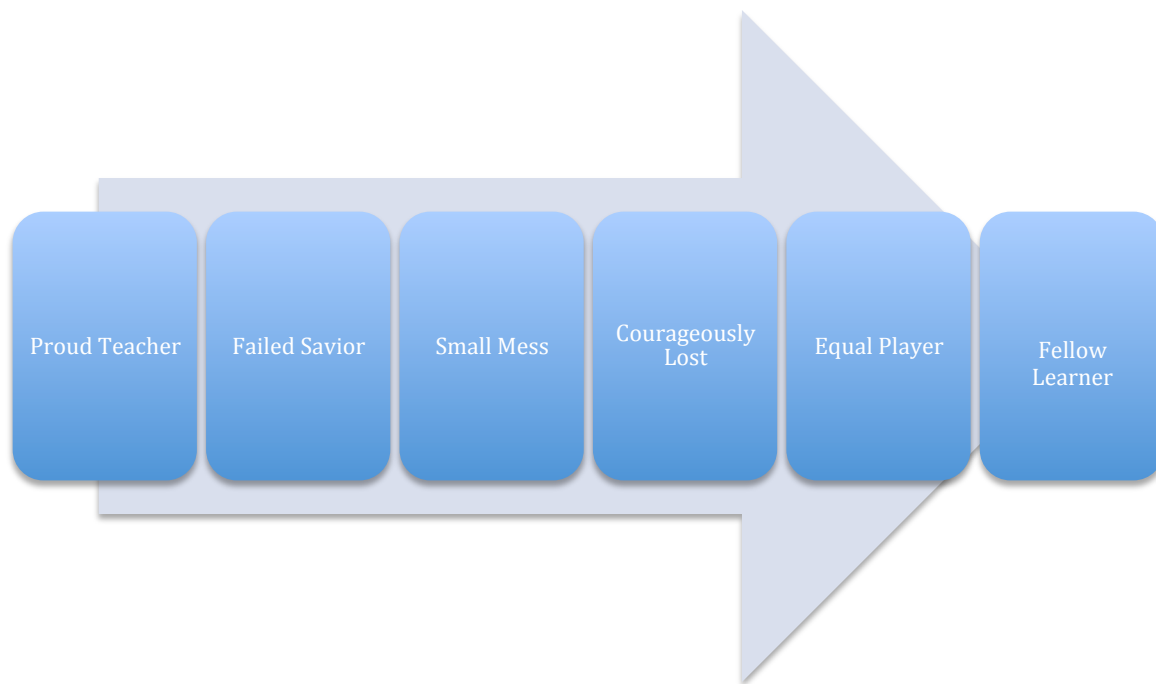 Proud Teacher
Failed Savior
Small Mess
Courageously
Lost
Equal Player
Fellow
Learner